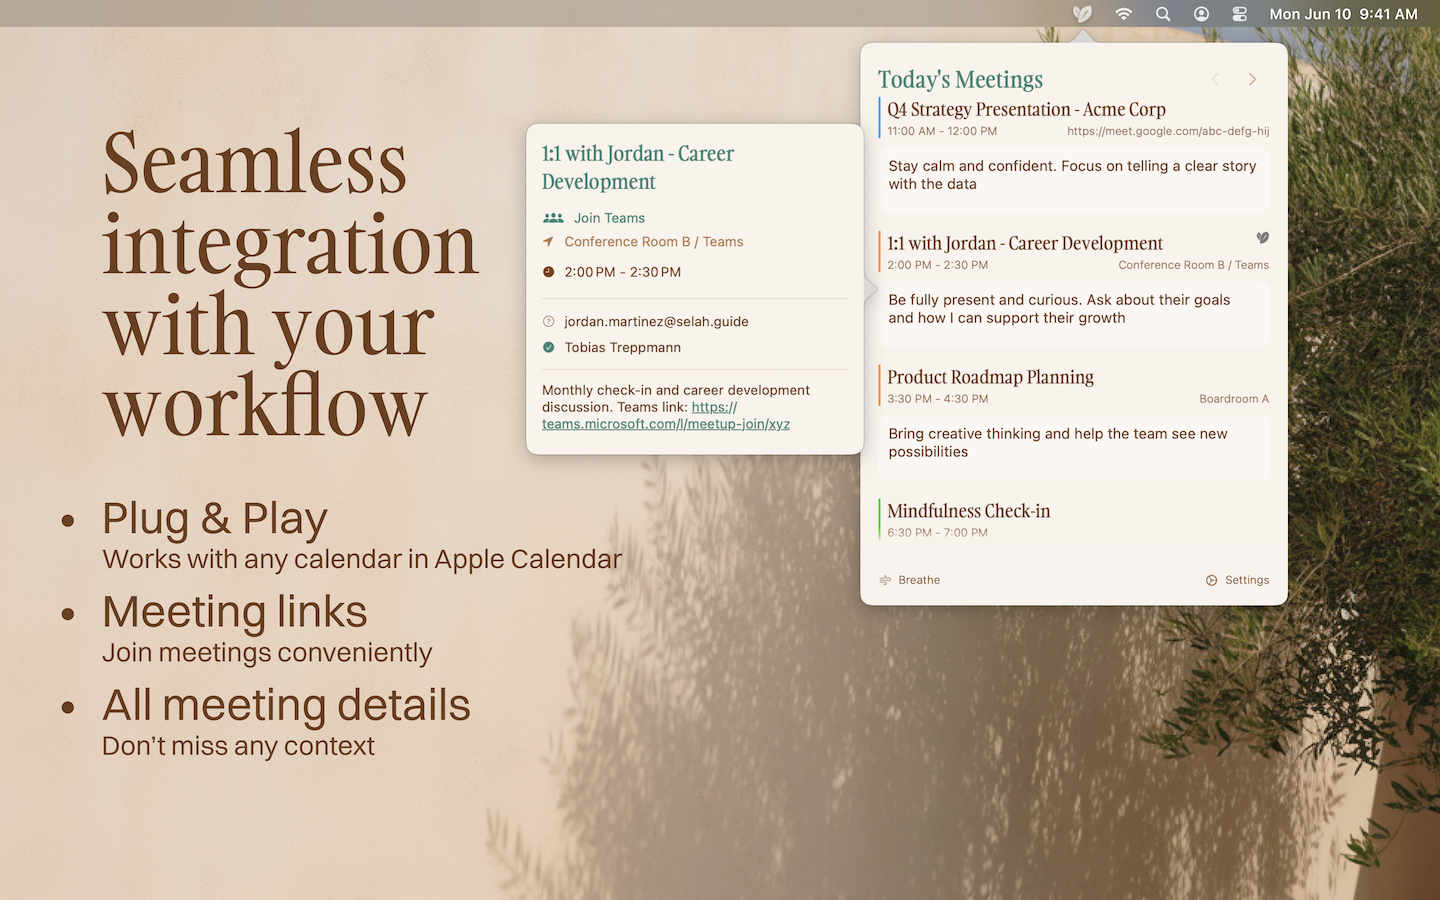 Mon Jun 10 9:41 AM
Seamless
integration
with your
workflow
• Plug & Play
Works with any calendar in Apple Calendar
• Meeting links
Join meetings conveniently
• All meeting details
Don’t miss any context
1:1 with Jordan - Career
Development
Join Teams
Conference Room B / Teams
2:00 PM - 2:30 PM
jordan.martinez@selah.guide
Tobias Treppmann
Monthly check-in and career development
discussion. Teams link: https://
teams.microsoft.com/l/meetup-join/xyz
Today's Meetings
Q4 Strategy Presentation - Acme Corp
11:00 AM - 12:00 PM https://meet.google.com/abc-defg-hij
Stay calm and confident. Focus on telling a clear story
with the data
1:1 with Jordan - Career Development
2:00 PM - 2:30 PM Conference Room B / Teams
Be fully present and curious. Ask about their goals
and how I can support their growth
Product Roadmap Planning
3:30 PM - 4:30 PM Boardroom A
Bring creative thinking and help the team see new
possibilities
Mindfulness Check-in
6:30 PM - 7:00 PM
Breathe Settings